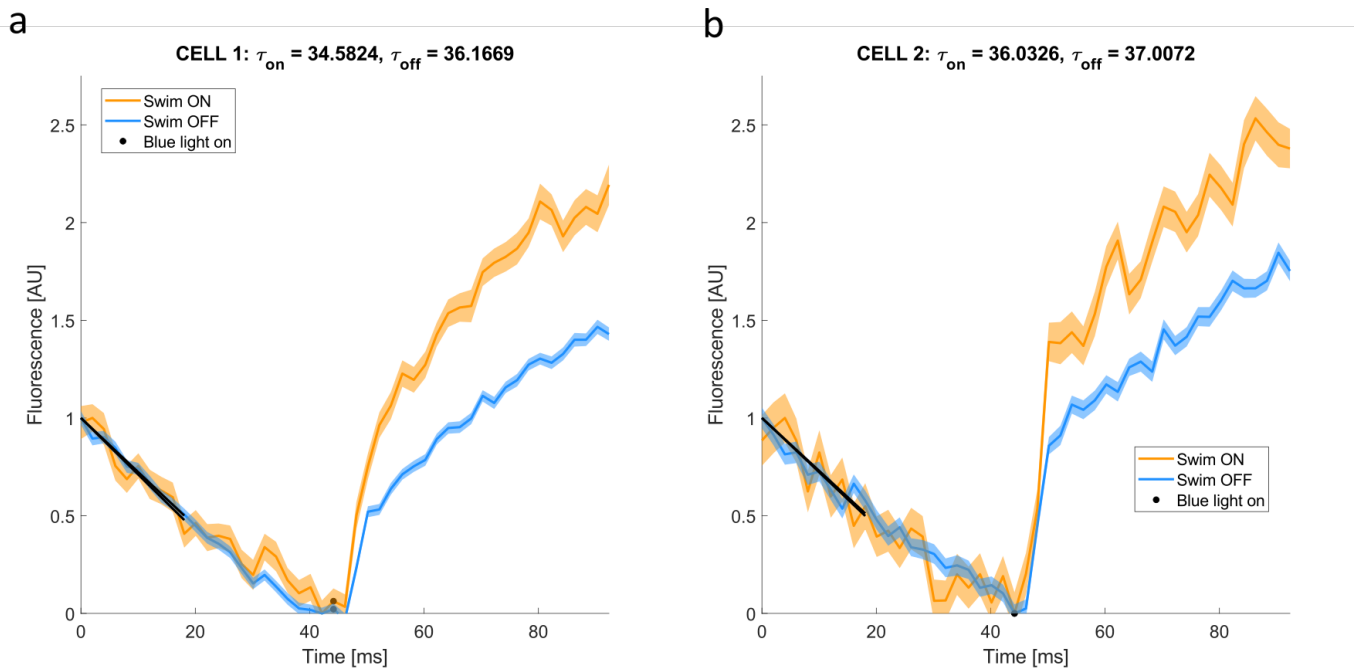 a
CELL 1: τon = 34.5824, τoff = 36.1669
Swim ON
Swim OFF
Blue light on
Fluorescence [AU]
2.5
2
1.5
1
0.5
0
0 20 40 60 80
Time [ms]
b
CELL 2: τon = 36.0326, τoff = 37.0072
Fluorescence [AU]
2.5
2
1.5
1
0.5
0
Swim ON
Swim OFF
Blue light on
0 20 40 60 80
Time [ms]